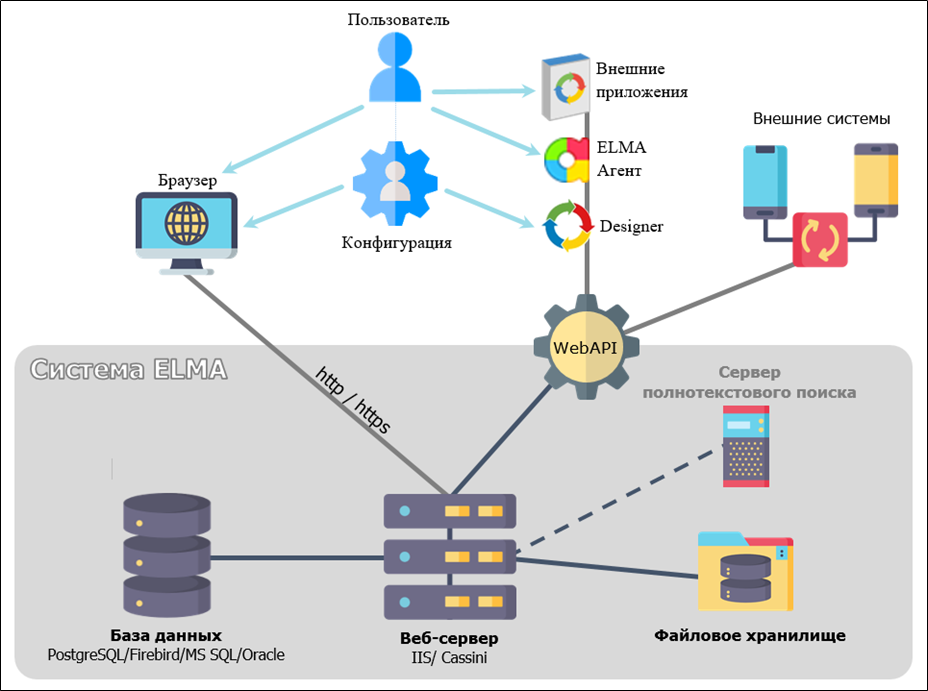 Пользователь
Внешние
приложения
Внешние системы
ELMA
Агент
Браузер
Designer
Конфигурация
WebAPI
Система ELMA
http / https
Сервер
полнотекстового поиска
База данных
PostgreSQL/Firebird/MS SQL/Oracle
Веб-сервер
IIS/ Cassini
Файловое хранилище